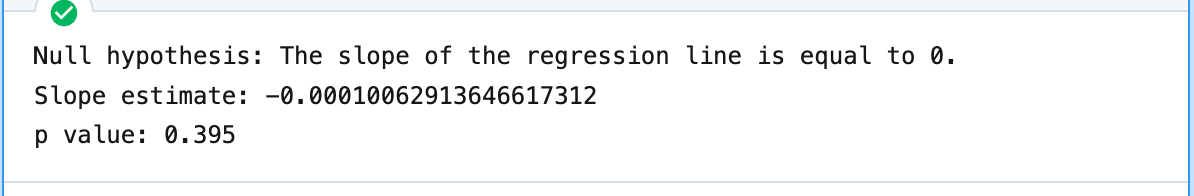 Null hypothesis: The slope of the regression line is equal to 0.
Slope estimate: -0.00010062913646617312
p value: 0.395